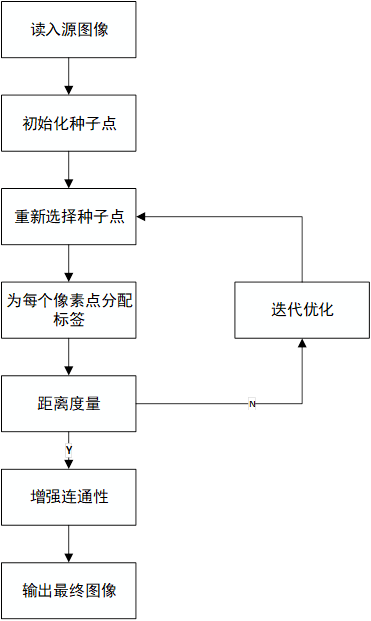 读入源图像
初始化种子点
重新选择种子点
为每个像素点分配
标签
迭代优化
距离度量
N
Y
增强连通性
输出最终图像